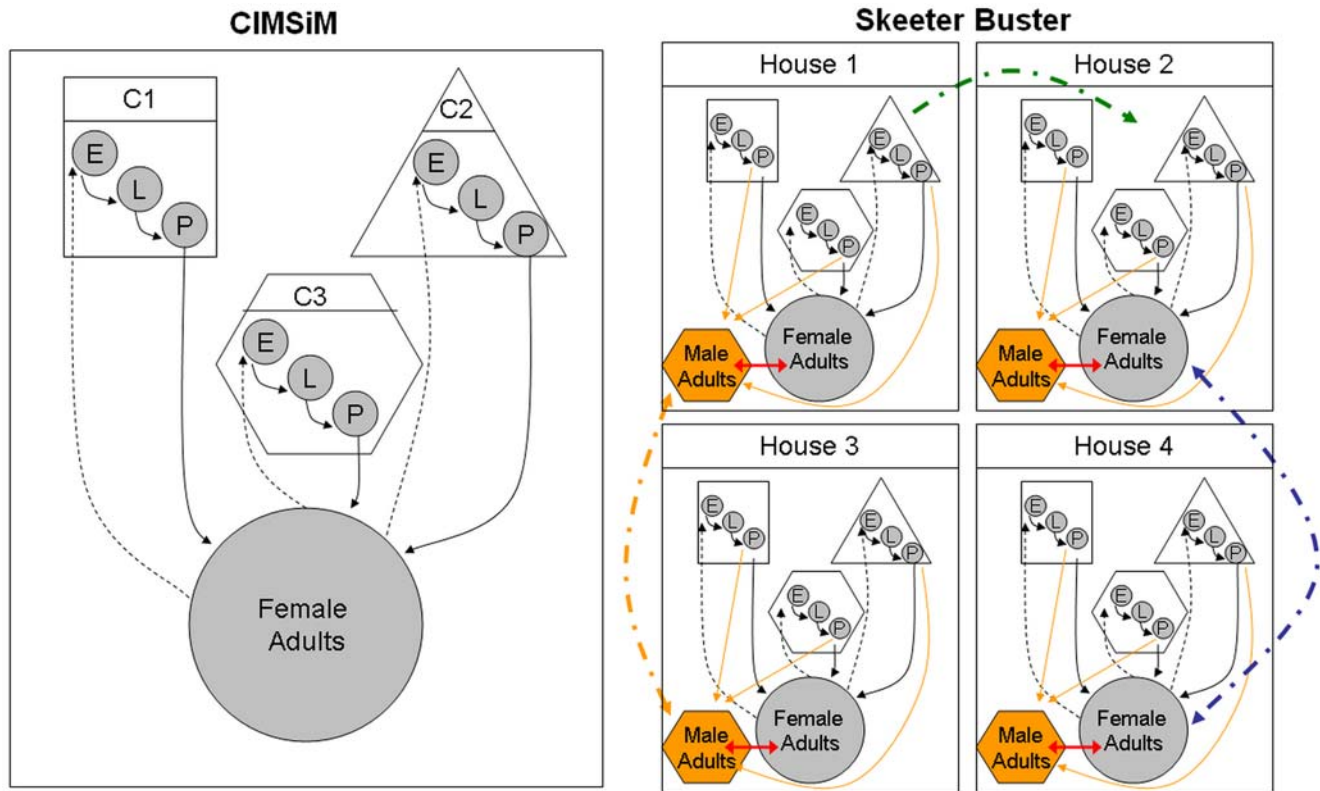 CIMSiM
C1
E
L
P
C2
E
L
P
C3
E
L
P
Female
Adults
Skeeter Buster
House 1
E
L
P
E
L
P
E
L
P
Male
Adults
Female
Adults
House 2
E
L
P
E
L
P
E
L
P
Male
Adults
Female
Adults
House 3
E
L
P
E
L
P
E
L
P
Male
Adults
Female
Adults
House 4
E
L
P
E
L
P
E
L
P
Male
Adults
Female
Adults